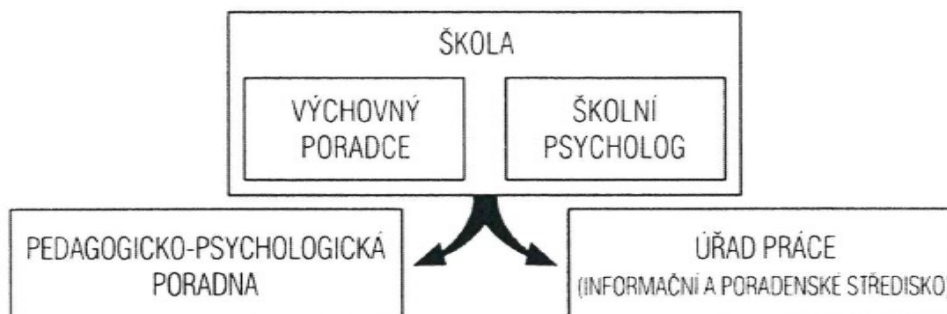 ŠKOLA
VÝCHOVNÝ
PORADCE
ŠKOLNÍ
PSYCHOLOG
PEDAGOGICKO-PSYCHOLOGICKÁ
PORADNA
ÚŘAD PRÁCE
(INFORMAČNÍ A PORADENSKÉ STŘEDISKO)